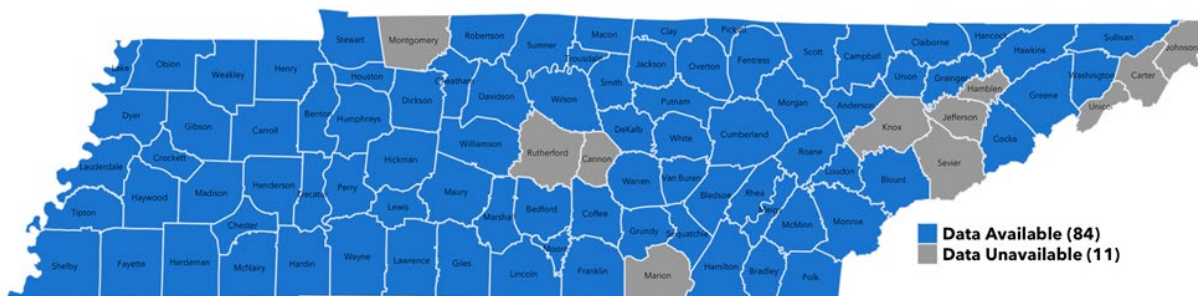 Stewart
Montgomery
Robertson
Sumner
Macon
Clay
Pickett
Scott
Campbell
Claiborne
Hancock
Hawkins
Sullivan
Johnson
Lake
Obion
Weakley
Henry
Houston
Cheatham
Trousdale
Jackson
Overton
Fentress
Union
Grainger
Hamblen
Washington
Carter
Unicoi
Dyer
Gibson
Carroll
Benton
Humphreys
Dickson
Davidson
Wilson
Smith
Putnam
Morgan
Anderson
Knox
Jefferson
Greene
Cocke
Lauderdale
Crockett
Hickman
Williamson
Rutherford
Cannon
DeKalb
White
Cumberland
Roane
Loudon
Blount
Sevier
Tipton
Haywood
Madison
Henderson
Decatur
Perry
Lewis
Maury
Marshall
Bedford
Coffee
Warren
Van Buren
Bledsoe
Rhea
Meigs
McMinn
Monroe
Shelby
Fayette
Hardeman
Chester
McNairy
Hardin
Wayne
Lawrence
Giles
Lincoln
Moore
Franklin
Grundy
Sequatchie
Marion
Hamilton
Bradley
Polk
Data Available (84)
Data Unavailable (11)